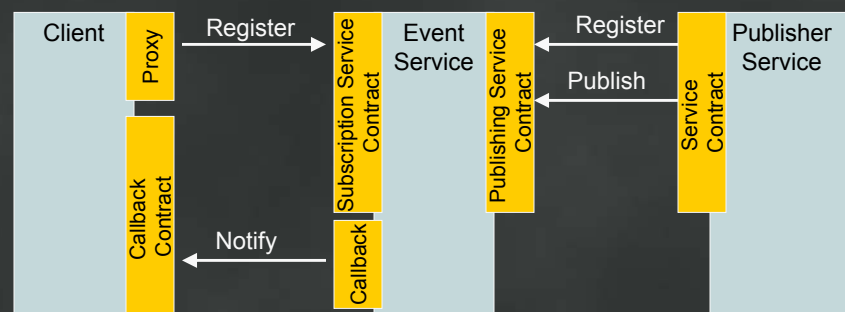 Client
Proxy
Register
Subscription Service
Contract
Event
Service
Publishing Service
Contract
Register
Publish
Service
Contract
Publisher
Service
Callback
Contract
Notify
Callback